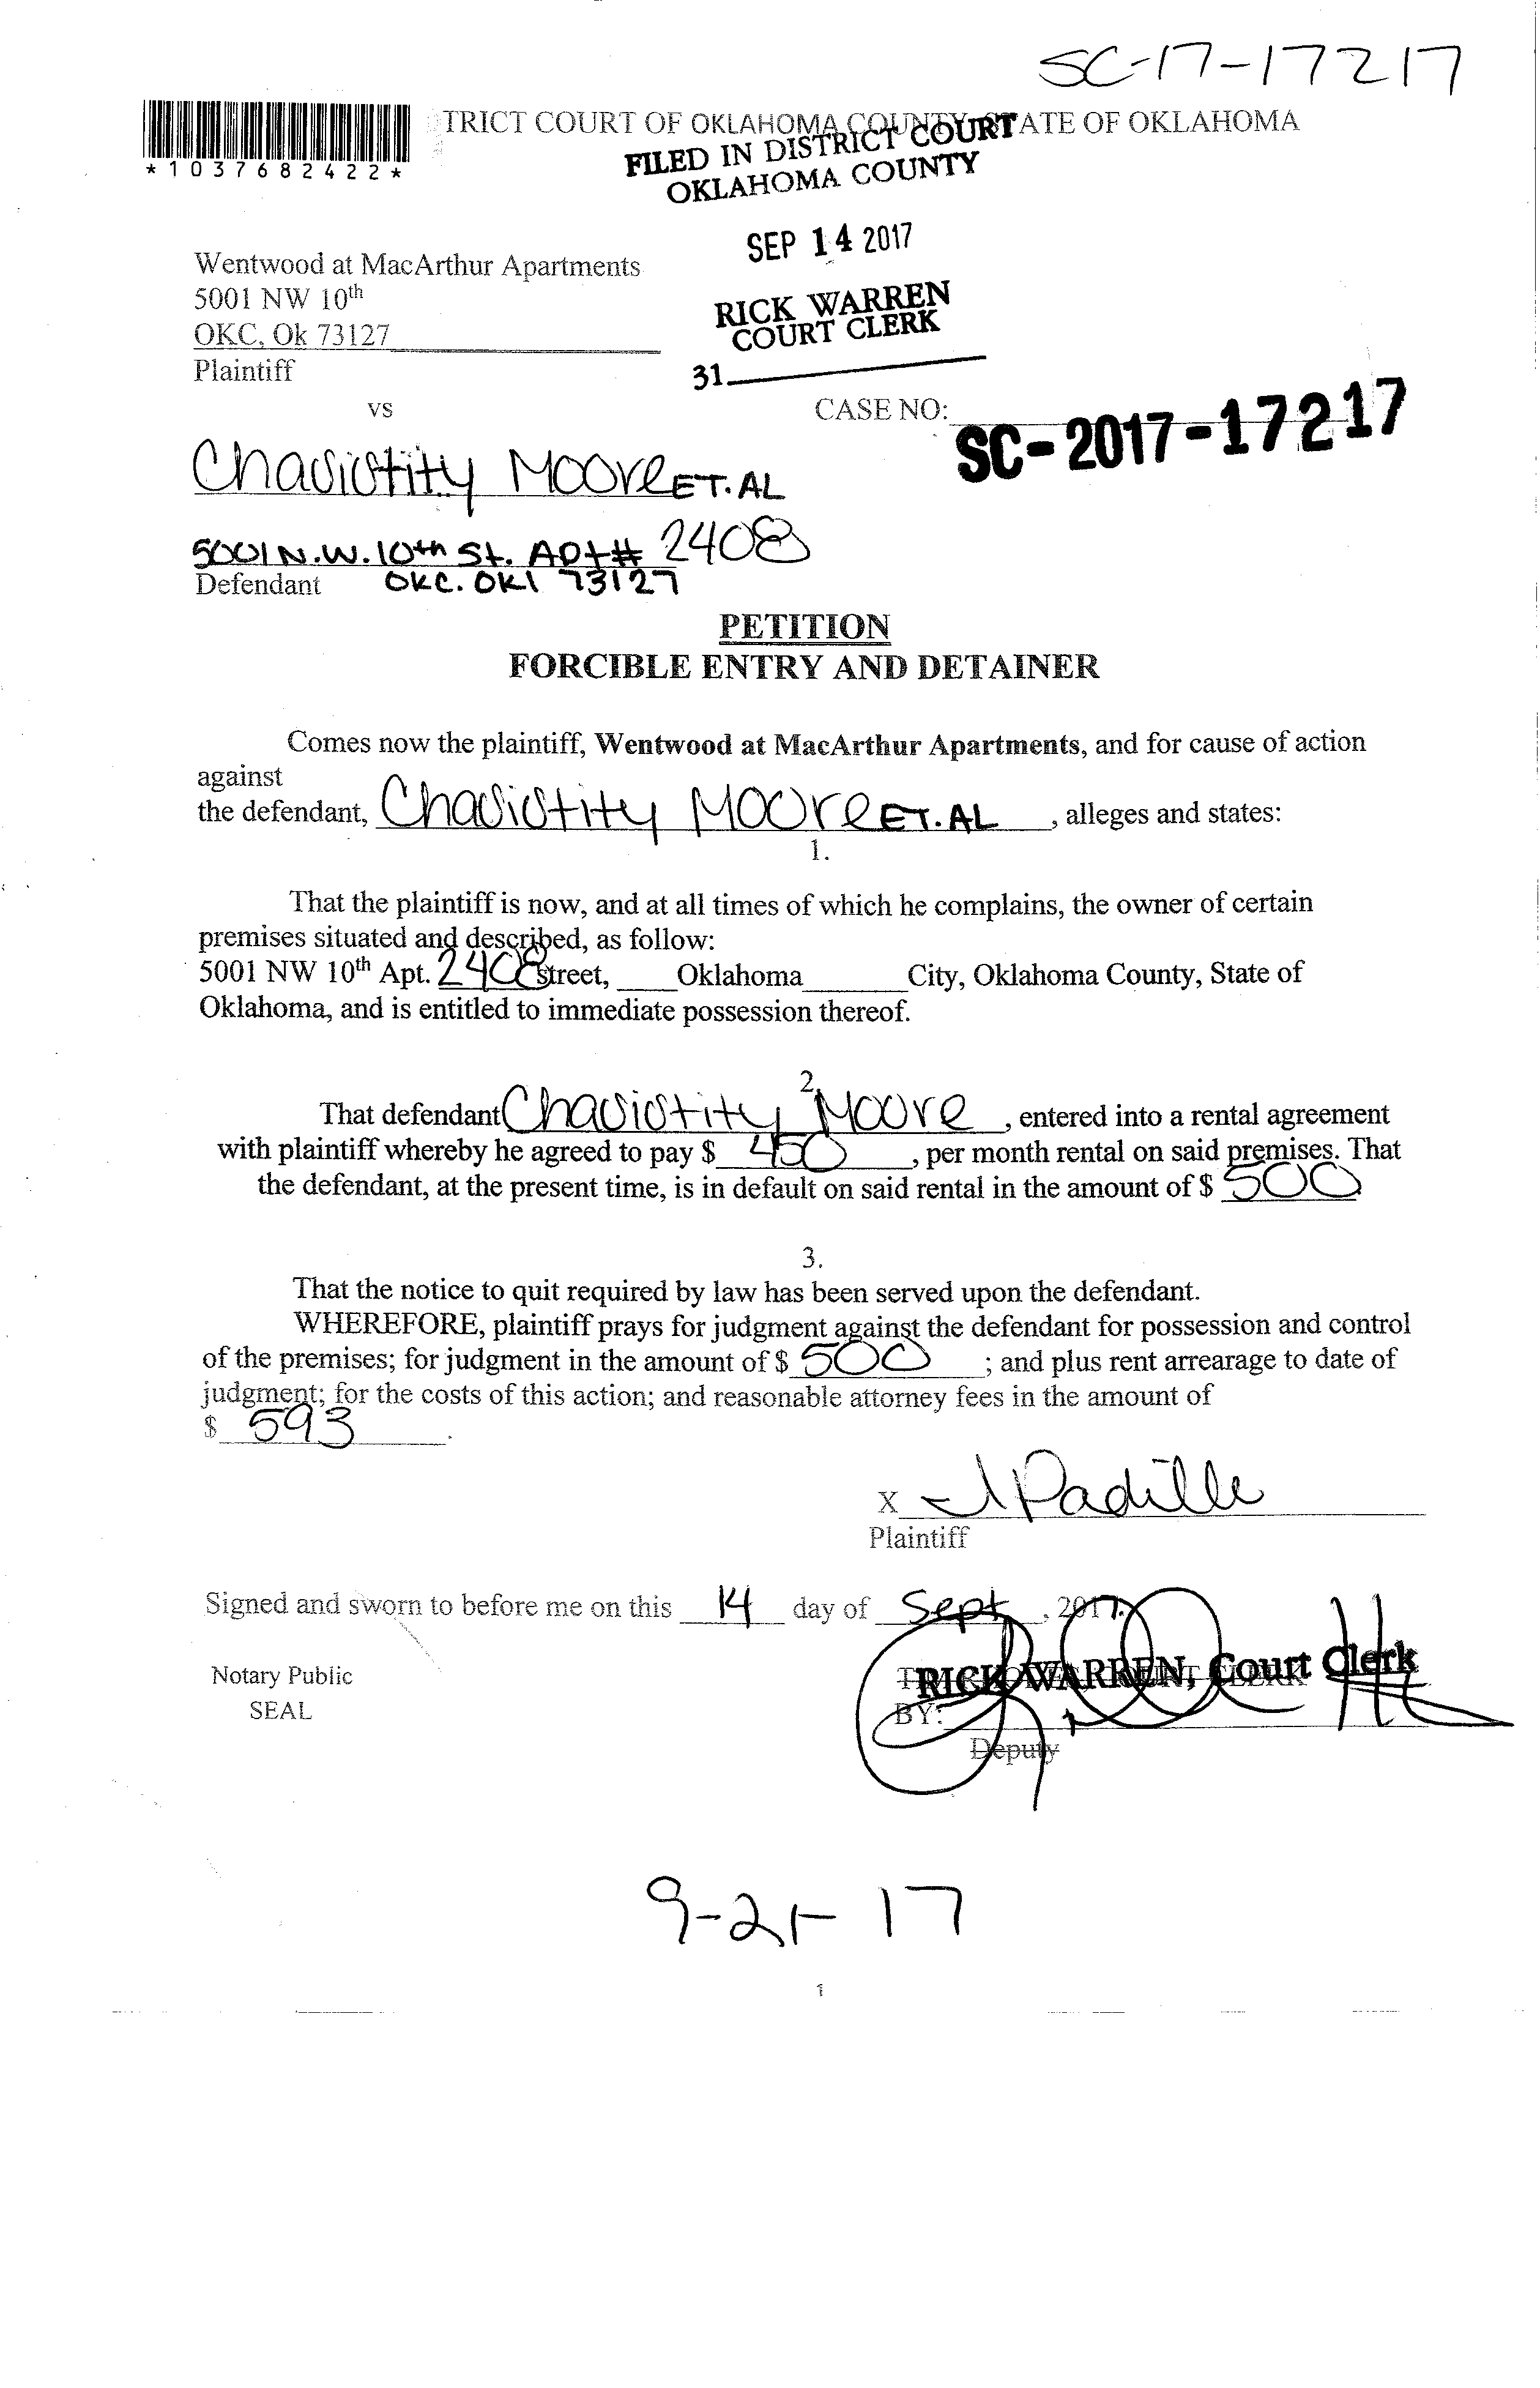 SC-17-17217
TRICT COURT OF OKLAHOMA COUNTY, STATE OF OKLAHOMA
*1037682422*
FILED IN DISTRICT COURT
OKLAHOMA COUNTY
SEP 14 2017
RICK WARREN
COURT CLERK
31
Wentwood at MacArthur Apartments
5001 NW 10th
OKC, Ok 73127
Plaintiff
vs
CASE NO:
SC-2017-17217
Moore ET. AL
5001 N.W. 10th St. Apt# 2408
Defendant OKC. OKl 73127
PETITION
FORCIBLE ENTRY AND DETAINER
Comes now the plaintiff, Wentwood at MacArthur Apartments, and for cause of action
against
the defendant, Moore ET. AL, alleges and states:
1.
That the plaintiff is now, and at all times of which he complains, the owner of certain
premises situated and described, as follow:
5001 NW 10th Apt. 2408 Street, Oklahoma City, Oklahoma County, State of
Oklahoma, and is entitled to immediate possession thereof.
2.
That defendant Moore, entered into a rental agreement
with plaintiff whereby he agreed to pay $ 450, per month rental on said premises. That
the defendant, at the present time, is in default on said rental in the amount of $ 500
3.
That the notice to quit required by law has been served upon the defendant.
WHEREFORE, plaintiff prays for judgment against the defendant for possession and control
of the premises; for judgment in the amount of $ 500; and plus rent arrearage to date of
judgment; for the costs of this action; and reasonable attorney fees in the amount of
$ 593.
X
Plaintiff
Signed and sworn to before me on this 14 day of Sept, 2017.
Notary Public
SEAL
RICK WARREN, Court Clerk
BY:
Deputy
9-21-17
1